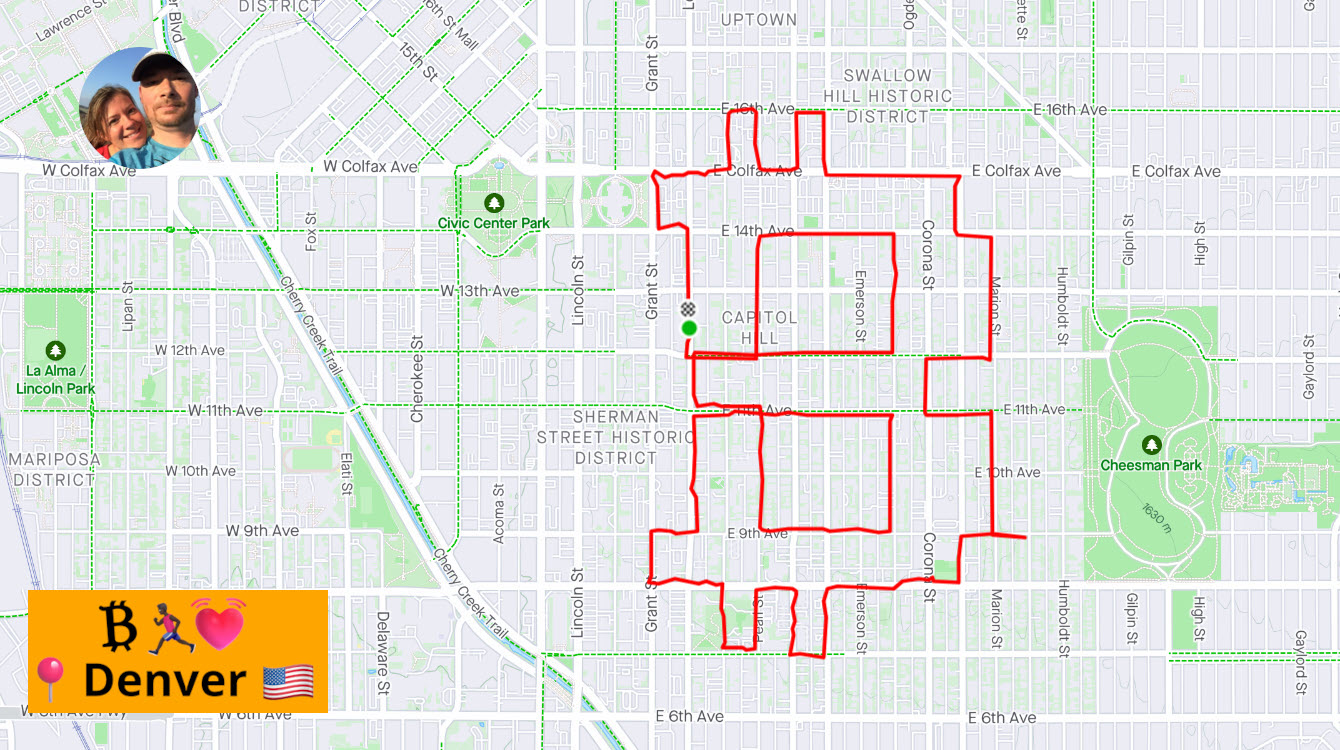 Lawrence St
DISTRICT
er Blvd
16th St Mall
15th St
UPTOWN
Grant St
Ogde
ette St
SWALLOW
HILL HISTORIC
DISTRICT
E 16th Ave
E 16th Ave
W Colfax Ave
W Colfax Ave
E Colfax Ave
E Colfax Ave
E Colfax Ave
Civic Center Park
Fox St
E 14th Ave
Corona St
Gilpin St
High St
Lipan St
Cherry Creek Trail
W 13th Ave
Lincoln St
Grant St
Emerson St
Marion St
Humboldt St
CAPITOL
HILL
W 12th Ave
Cherokee St
Gaylord St
La Alma /
Lincoln Park
W 11th Ave
E 11th Ave
E 11th Ave
SHERMAN
STREET HISTORIC
DISTRICT
MARIPOSA
DISTRICT
W 10th Ave
Elati St
E 10th Ave
Cheesman Park
1630 m
Acoma St
W 9th Ave
E 9th Ave
Corona St
Cherry Creek Trail
Lincoln St
Grant St
Pearl St
Emerson St
Marion St
Humboldt St
Gilpin St
High St
Gaylord St
Delaware St
₿🏃💓
📍 Denver 🇺🇸
W 6th Ave
E 6th Ave
E 6th Ave